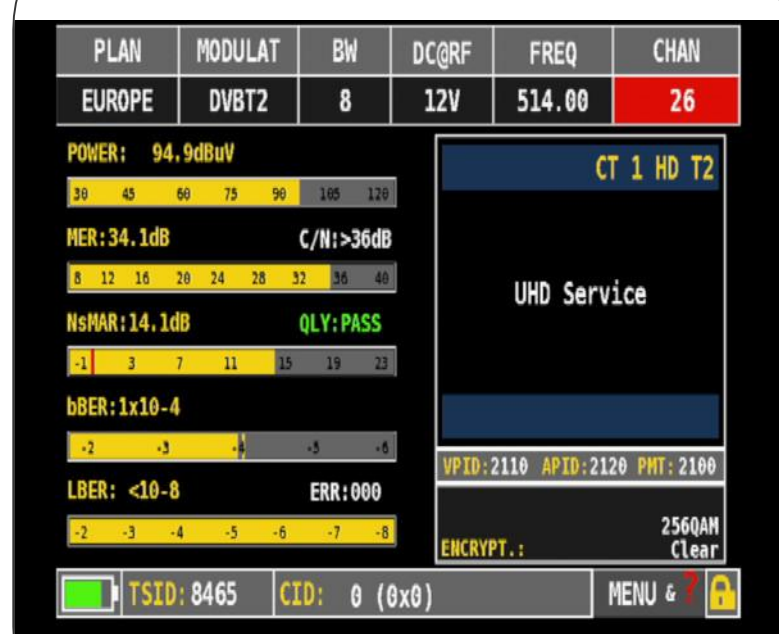 PLAN MODULAT BW DC@RF FREQ CHAN
EUROPE DVBT2 8 12V 514.00 26
POWER: 94.9dBuV
30 45 60 75 90 105 120
MER:34.1dB C/N:>36dB
8 12 16 20 24 28 32 36 40
NsMAR:14.1dB QLY:PASS
-1 3 7 11 15 19 23
bBER:1x10-4
-2 -3 -4 -5 -6
LBER: <10-8 ERR:000
-2 -3 -4 -5 -6 -7 -8
CT 1 HD T2
UHD Service
VPID:2110 APID:2120 PMT:2100
256QAM
ENCRYPT.: Clear
TSID:8465 CID: 0 (0x0) MENU & ?